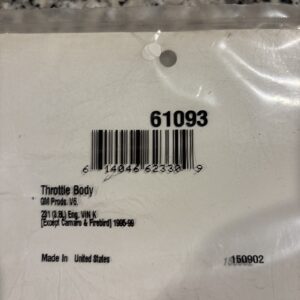 61093
6 14046 62330 9
Throttle Body
GM Prods. V6.
231 (3.8L) Eng. VIN K
[Except Camaro & Firebird] 1995-99
Made In United States
150902